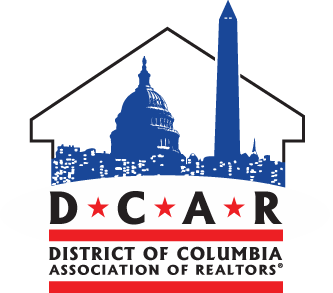 D★C★A★R
DISTRICT OF COLUMBIA
ASSOCIATION OF REALTORS®